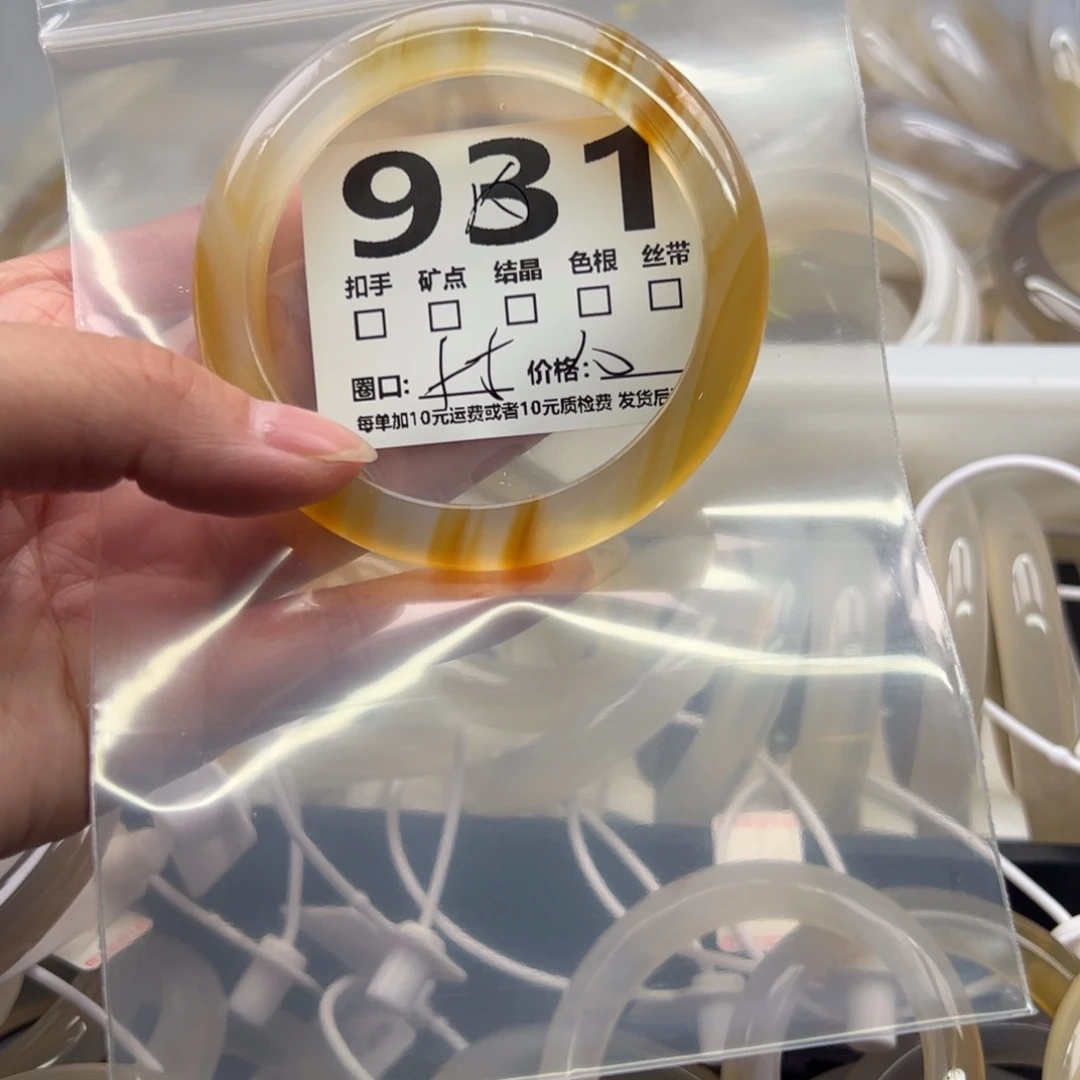 931
扣手 矿点 结晶 色根 丝带
圈口: 价格:
每单加10元运费或者10元质检费 发货后